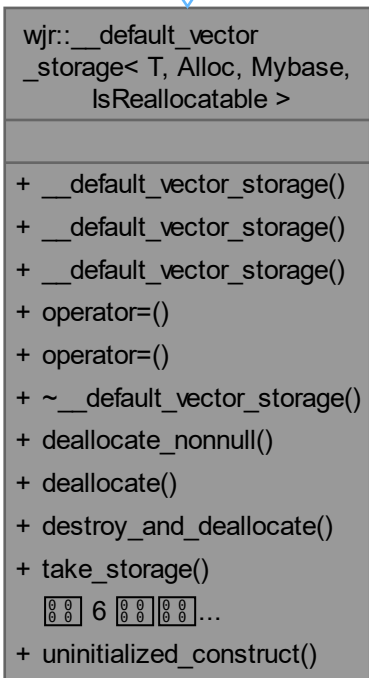 wjr::__default_vector
_storage< T, Alloc, Mybase,
IsReallocatable >
+ __default_vector_storage()
+ __default_vector_storage()
+ __default_vector_storage()
+ operator=()
+ operator=()
+ ~__default_vector_storage()
+ deallocate_nonnull()
+ deallocate()
+ destroy_and_deallocate()
+ take_storage()
6 ...
+ uninitialized_construct()